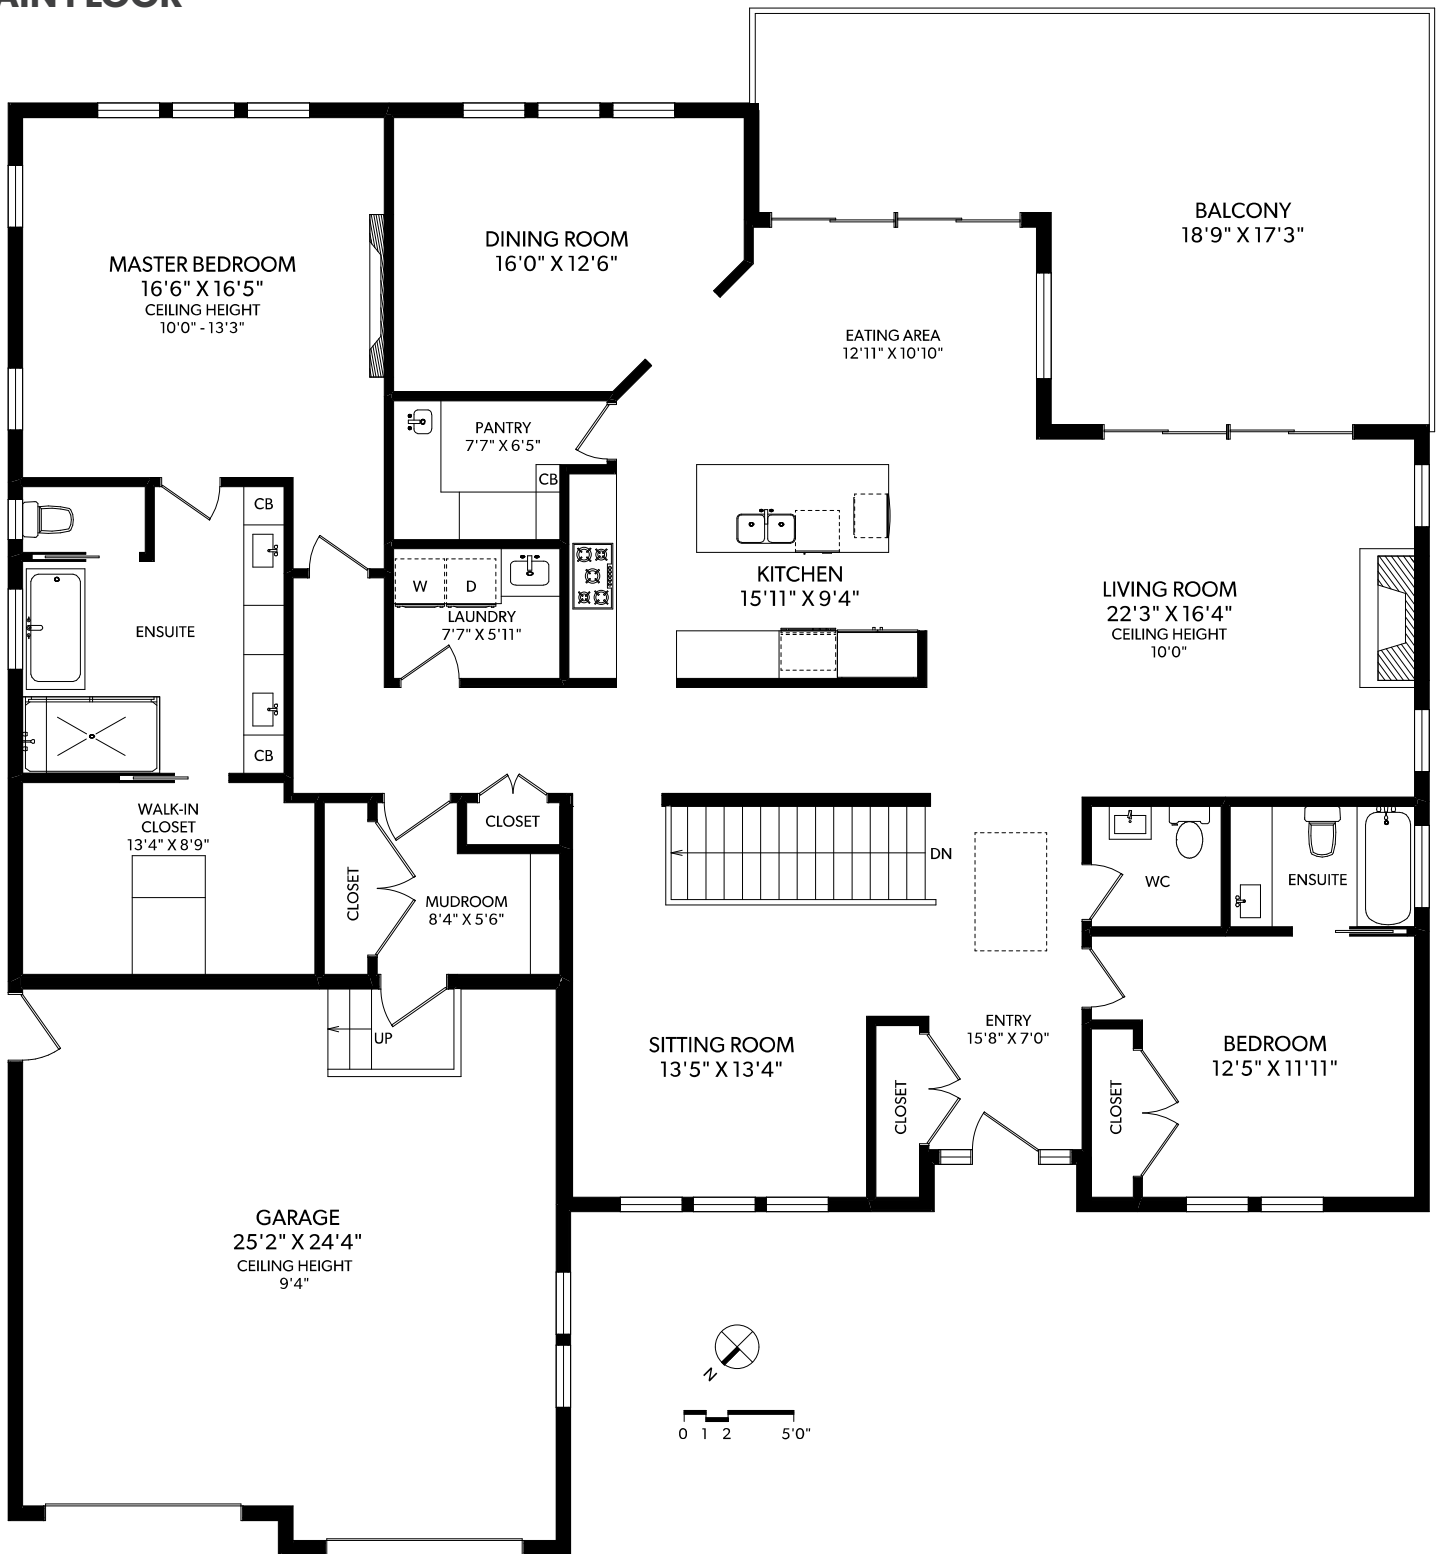 BALCONY
18'9" X 17'3"
DINING ROOM
16'0" X 12'6"
MASTER BEDROOM
16'6" X 16'5"
CEILING HEIGHT
10'0" - 13'3"
EATING AREA
12'11" X 10'10"
PANTRY
7'7" X 6'5"
CB
CB
KITCHEN
15'11" X 9'4"
W
D
LAUNDRY
7'7" X 5'11"
LIVING ROOM
22'3" X 16'4"
CEILING HEIGHT
10'0"
ENSUITE
CB
WALK-IN
CLOSET
13'4" X 8'9"
CLOSET
CLOSET
MUDROOM
8'4" X 5'6"
DN
WC
ENSUITE
UP
SITTING ROOM
13'5" X 13'4"
ENTRY
15'8" X 7'0"
BEDROOM
12'5" X 11'11"
CLOSET
CLOSET
GARAGE
25'2" X 24'4"
CEILING HEIGHT
9'4"
N
0 1 2 5'0"